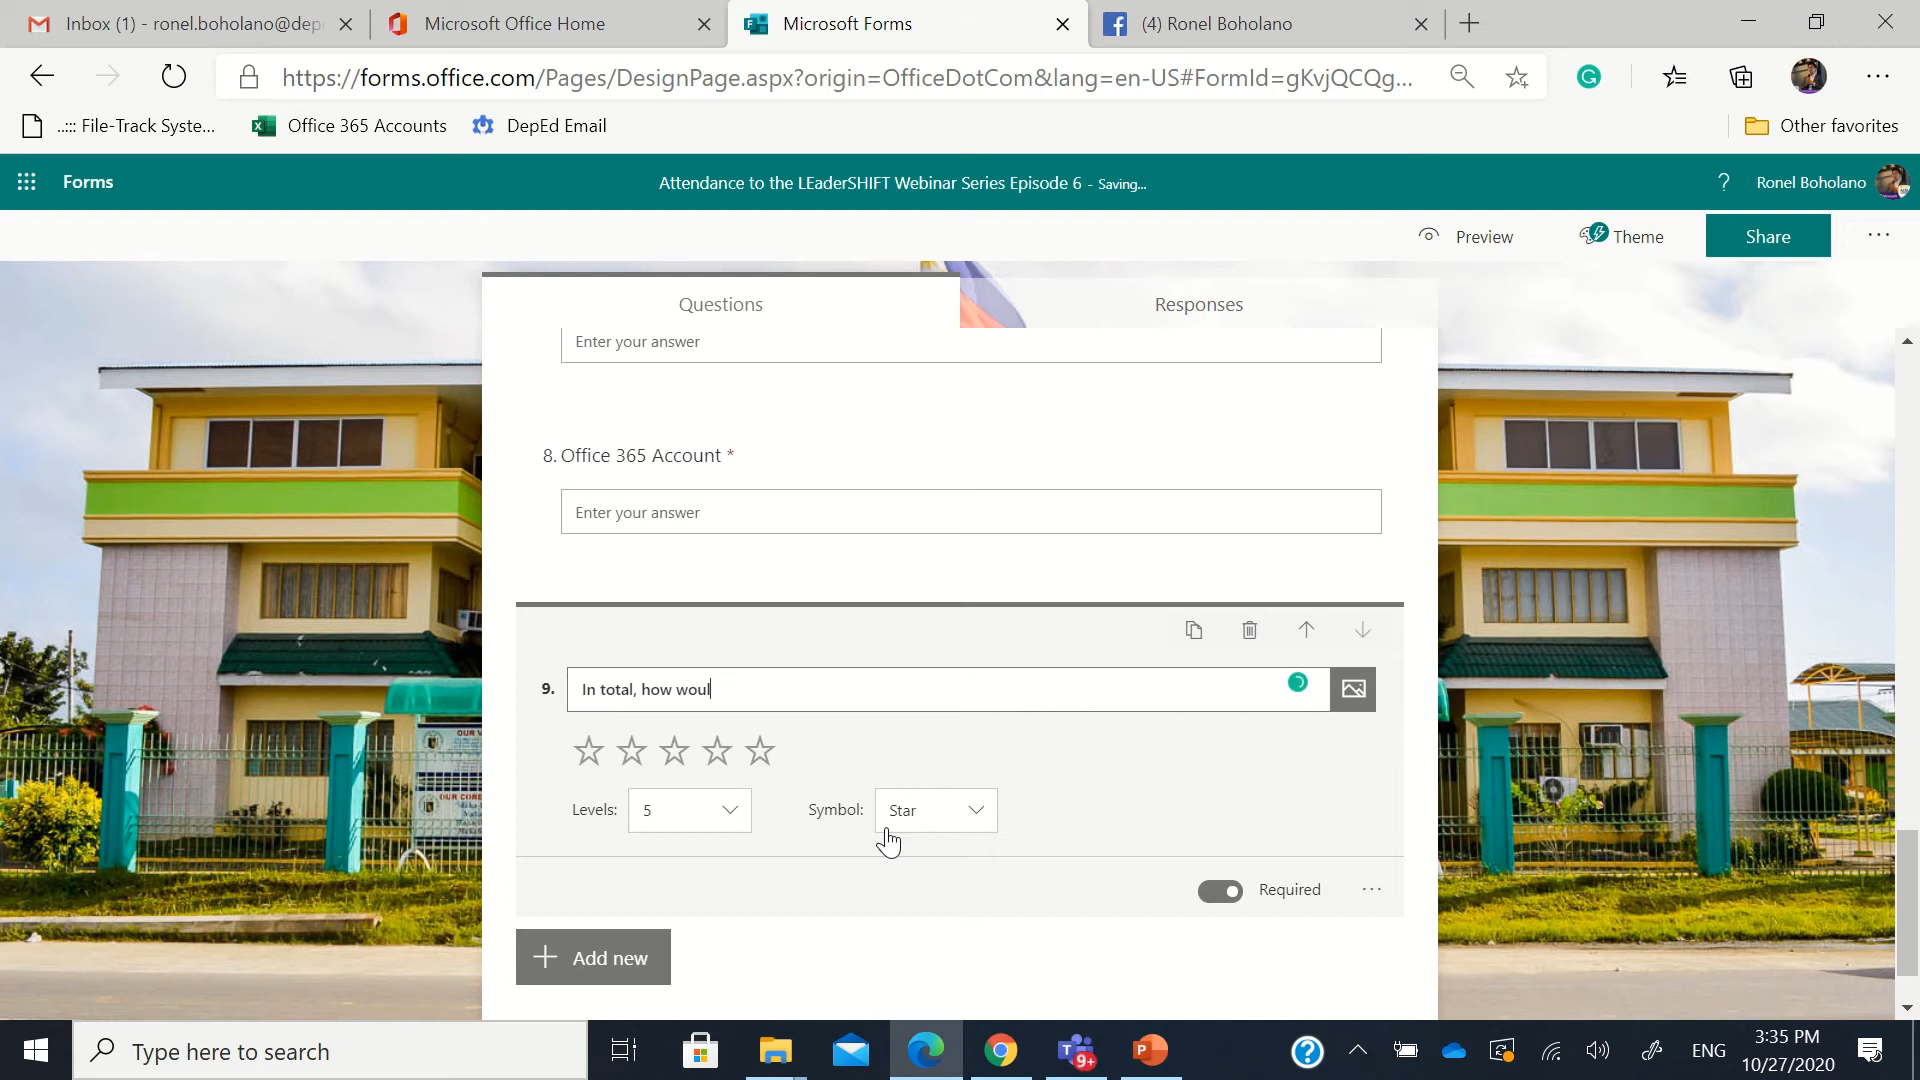 Inbox (1) - ronel.boholano@dep
Microsoft Office Home
Microsoft Forms
(4) Ronel Boholano
https://forms.office.com/Pages/DesignPage.aspx?origin=OfficeDotCom&lang=en-US#FormId=gKvjQCQg...
..::: File-Track Syste...
Office 365 Accounts
DepEd Email
Other favorites
Forms
Attendance to the LEaderSHIFT Webinar Series Episode 6 - Saving...
? Ronel Boholano
Preview
Theme
Share
Questions
Responses
Enter your answer
8. Office 365 Account *
Enter your answer
9. In total, how woul
Levels: 5
Symbol: Star
Required
Add new
Type here to search
9+
ENG
3:35 PM
10/27/2020